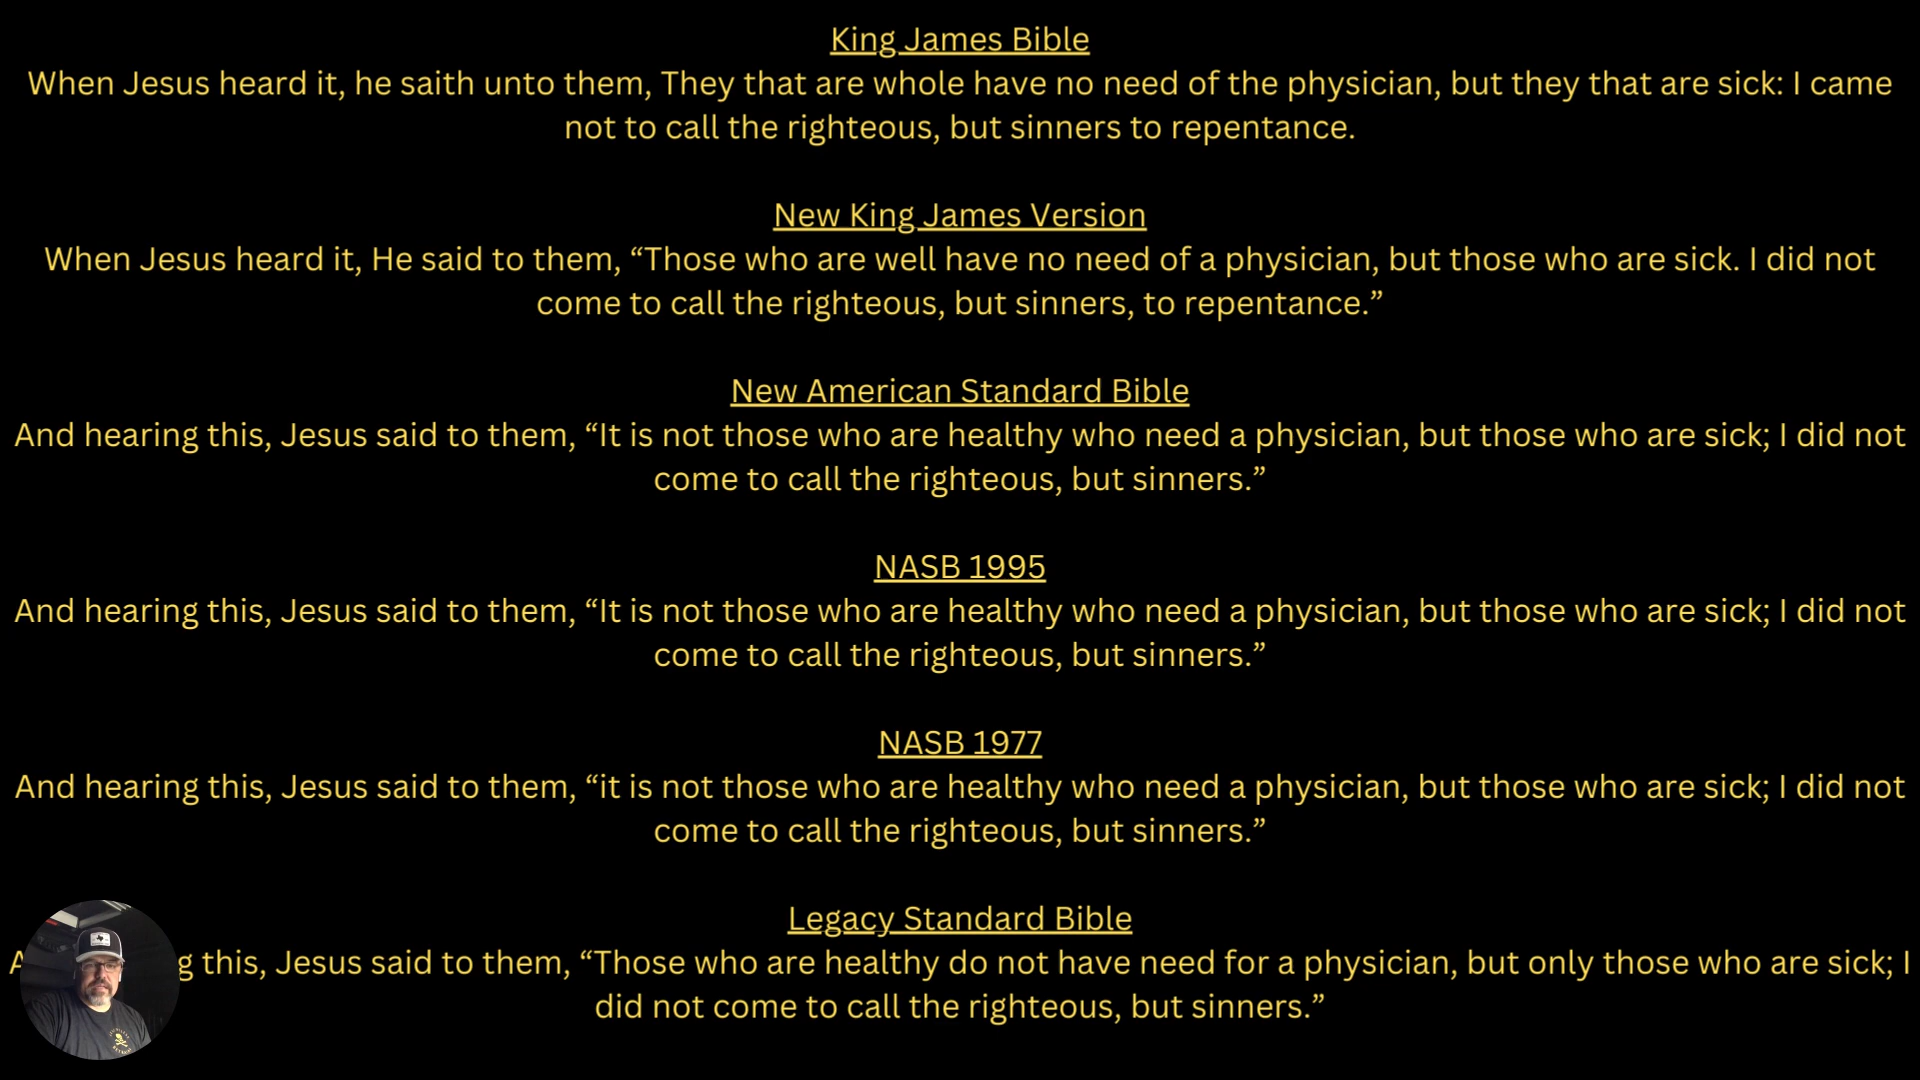 King James Bible
When Jesus heard it, he saith unto them, They that are whole have no need of the physician, but they that are sick: I came
not to call the righteous, but sinners to repentance.
New King James Version
When Jesus heard it, He said to them, “Those who are well have no need of a physician, but those who are sick. I did not
come to call the righteous, but sinners, to repentance.”
New American Standard Bible
And hearing this, Jesus said to them, “It is not those who are healthy who need a physician, but those who are sick; I did not
come to call the righteous, but sinners.”
NASB 1995
And hearing this, Jesus said to them, “It is not those who are healthy who need a physician, but those who are sick; I did not
come to call the righteous, but sinners.”
NASB 1977
And hearing this, Jesus said to them, “it is not those who are healthy who need a physician, but those who are sick; I did not
come to call the righteous, but sinners.”
Legacy Standard Bible
this, Jesus said to them, “Those who are healthy do not have need for a physician, but only those who are sick; I
did not come to call the righteous, but sinners.”